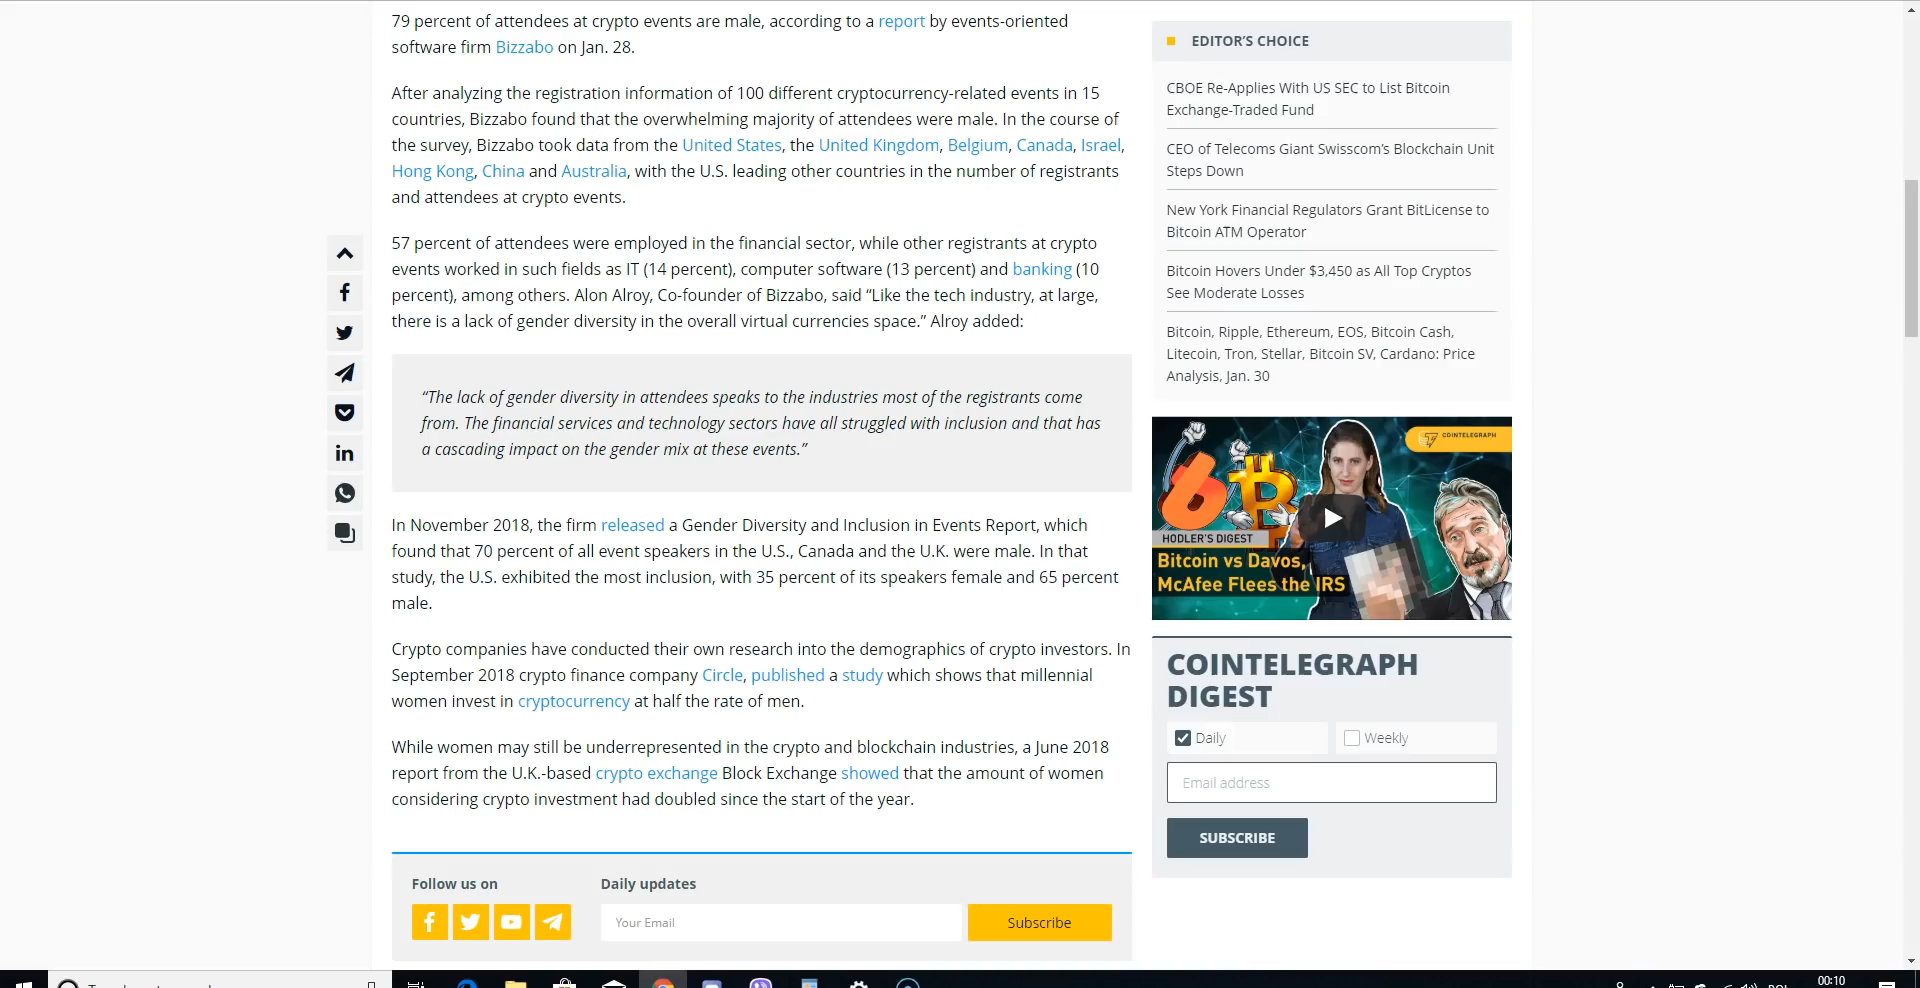 79 percent of attendees at crypto events are male, according to a report by events-oriented
software firm Bizzabo on Jan. 28.
After analyzing the registration information of 100 different cryptocurrency-related events in 15
countries, Bizzabo found that the overwhelming majority of attendees were male. In the course of
the survey, Bizzabo took data from the United States, the United Kingdom, Belgium, Canada, Israel,
Hong Kong, China and Australia, with the U.S. leading other countries in the number of registrants
and attendees at crypto events.
57 percent of attendees were employed in the financial sector, while other registrants at crypto
events worked in such fields as IT (14 percent), computer software (13 percent) and banking (10
percent), among others. Alon Alroy, Co-founder of Bizzabo, said “Like the tech industry, at large,
there is a lack of gender diversity in the overall virtual currencies space.” Alroy added:
“The lack of gender diversity in attendees speaks to the industries most of the registrants come
from. The financial services and technology sectors have all struggled with inclusion and that has
a cascading impact on the gender mix at these events.”
In November 2018, the firm released a Gender Diversity and Inclusion in Events Report, which
found that 70 percent of all event speakers in the U.S., Canada and the U.K. were male. In that
study, the U.S. exhibited the most inclusion, with 35 percent of its speakers female and 65 percent
male.
Crypto companies have conducted their own research into the demographics of crypto investors. In
September 2018 crypto finance company Circle, published a study which shows that millennial
women invest in cryptocurrency at half the rate of men.
While women may still be underrepresented in the crypto and blockchain industries, a June 2018
report from the U.K.-based crypto exchange Block Exchange showed that the amount of women
considering crypto investment had doubled since the start of the year.
Follow us on
Daily updates
Your Email
Subscribe
EDITOR’S CHOICE
CBOE Re-Applies With US SEC to List Bitcoin
Exchange-Traded Fund
CEO of Telecoms Giant Swisscom’s Blockchain Unit
Steps Down
New York Financial Regulators Grant BitLicense to
Bitcoin ATM Operator
Bitcoin Hovers Under $3,450 as All Top Cryptos
See Moderate Losses
Bitcoin, Ripple, Ethereum, EOS, Bitcoin Cash,
Litecoin, Tron, Stellar, Bitcoin SV, Cardano: Price
Analysis, Jan. 30
COINTELEGRAPH
HODLER'S DIGEST
Bitcoin vs Davos,
McAfee Flees the IRS
COINTELEGRAPH
DIGEST
Daily
Weekly
Email address
SUBSCRIBE
00:10